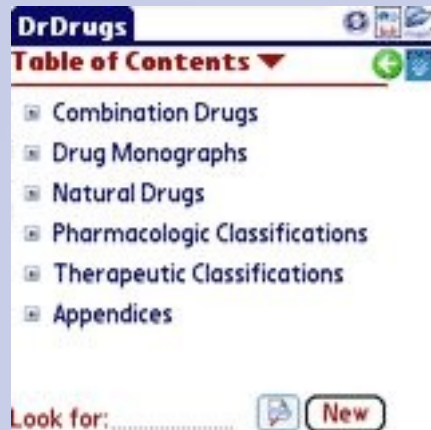 DrDrugs
Table of Contents
Combination Drugs
Drug Monographs
Natural Drugs
Pharmacologic Classifications
Therapeutic Classifications
Appendices
Look for: New